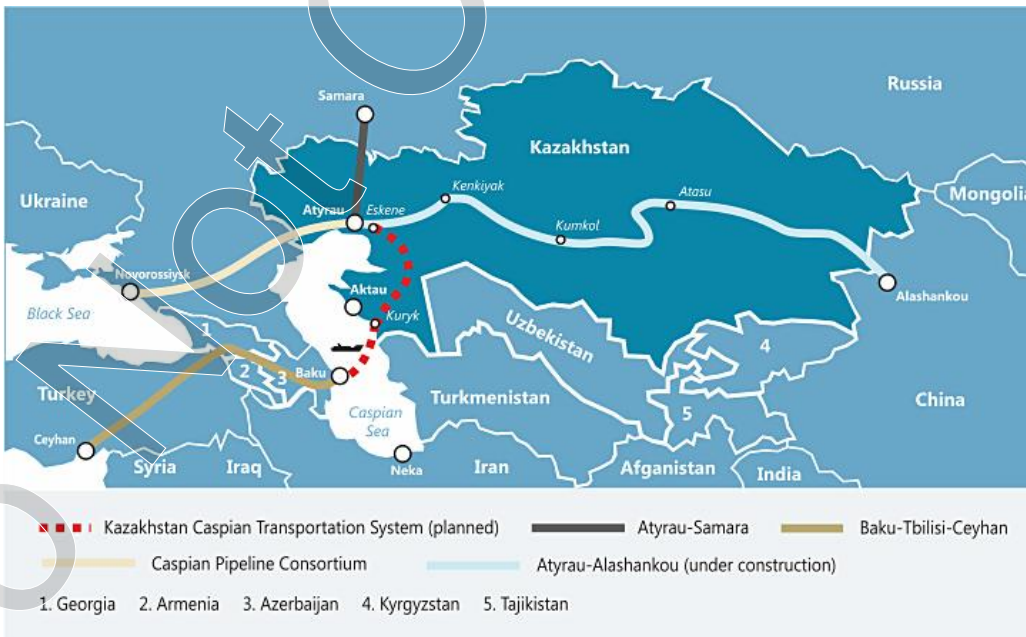 Samara
Russia
Kazakhstan
Ukraine
Kenkiyak
Atasu
Mongolia
Atyrau
Eskene
Kumkol
Novorossiysk
Aktau
Alashankou
Black Sea
Kuryk
Uzbekistan
1
4
2
3
Baku
Turkey
Turkmenistan
China
Caspian
Sea
5
Ceyhan
Syria
Iraq
Neka
Iran
Afganistan
India
Kazakhstan Caspian Transportation System (planned)
Atyrau-Samara
Baku-Tbilisi-Ceyhan
Caspian Pipeline Consortium
Atyrau-Alashankou (under construction)
1. Georgia 2. Armenia 3. Azerbaijan 4. Kyrgyzstan 5. Tajikistan